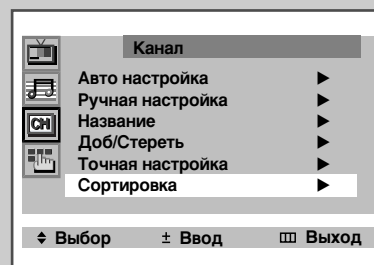 Канал
Авто настройка ▶
Ручная настройка ▶
CH Название ▶
Доб/Стереть ▶
Точная настройка ▶
Сортировка ▶
Выбор ± Ввод Выход